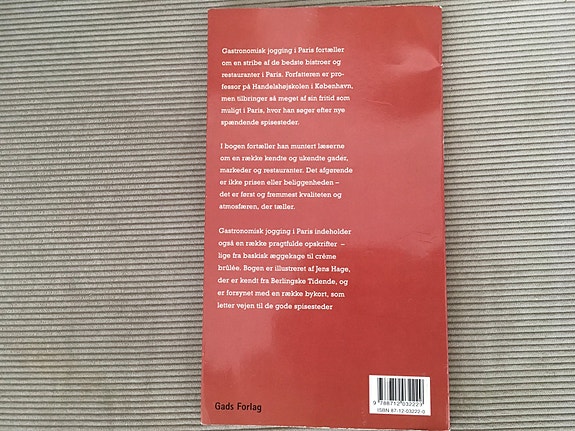 Gastronomisk jogging i Paris fortæller
om en stribe af de bedste bistroer og
restauranter i Paris. Forfatteren er pro-
fessor på Handelshøjskolen i København,
men tilbringer så meget af sin fritid som
muligt i Paris, hvor han søger efter nye
spændende spisesteder.
I bogen fortæller han muntert læserne
om en række kendte og ukendte gader,
markeder og restauranter. Det afgørende
er ikke prisen eller beliggenheden –
det er først og fremmest kvaliteten og
atmosfæren, der tæller.
Gastronomisk jogging i Paris indeholder
også en række pragtfulde opskrifter –
lige fra baskisk æggekage til créme
brûlée. Bogen er illustreret af Jens Hage,
der er kendt fra Berlingske Tidende, og
er forsynet med en række bykort, som
letter vejen til de gode spisesteder
Gads Forlag
9 788712 032227
ISBN 87-12-03222-0